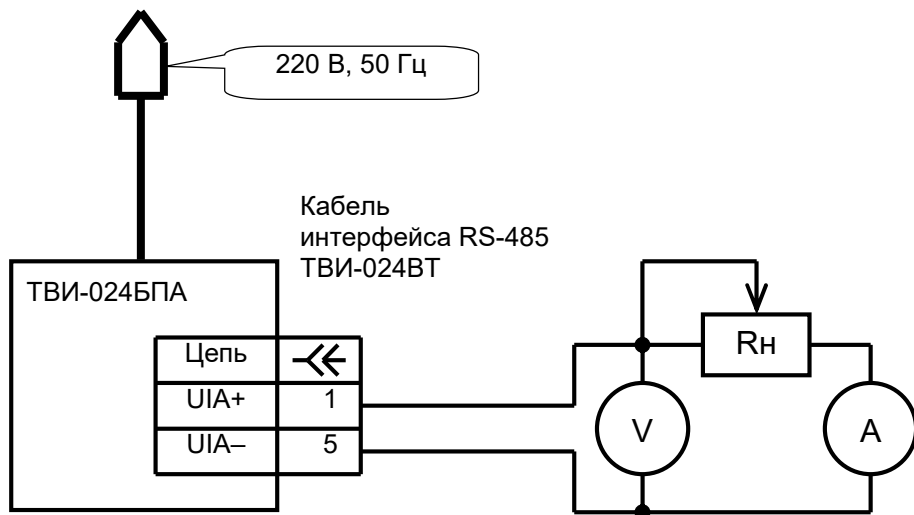 220 В, 50 Гц
Кабель
интерфейса RS-485
ТВИ-024ВТ
ТВИ-024БПА
Цепь
UIA+ 1
UIA– 5
Rн
V
A